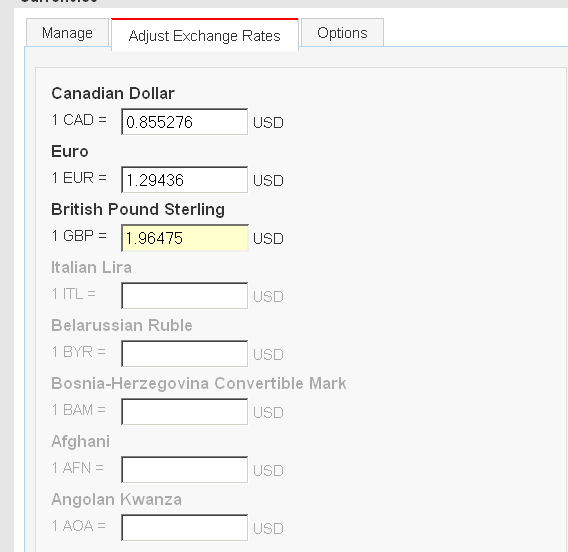 Currencies
Manage Adjust Exchange Rates Options
Canadian Dollar
1 CAD = 0.855276 USD
Euro
1 EUR = 1.29436 USD
British Pound Sterling
1 GBP = 1.96475 USD
Italian Lira
1 ITL = USD
Belarussian Ruble
1 BYR = USD
Bosnia-Herzegovina Convertible Mark
1 BAM = USD
Afghani
1 AFN = USD
Angolan Kwanza
1 AOA = USD